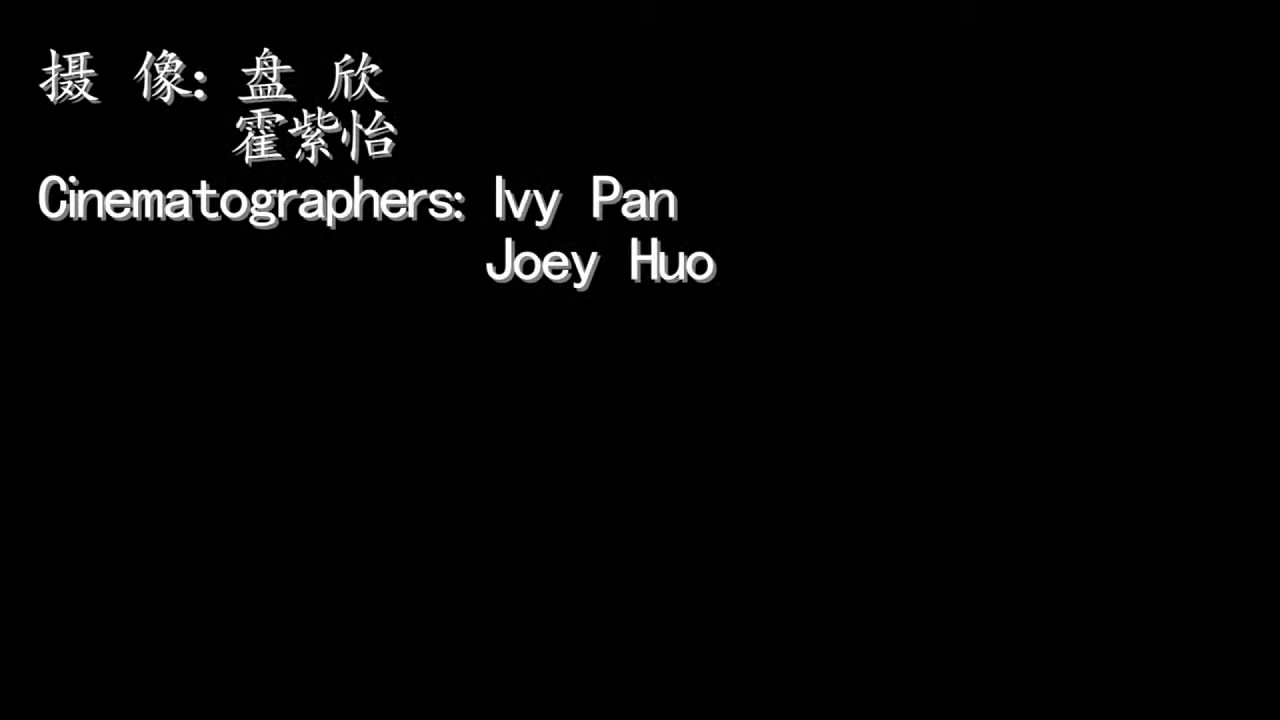 摄 像: 盘 欣
霍紫怡
Cinematographers: Ivy Pan
Joey Huo